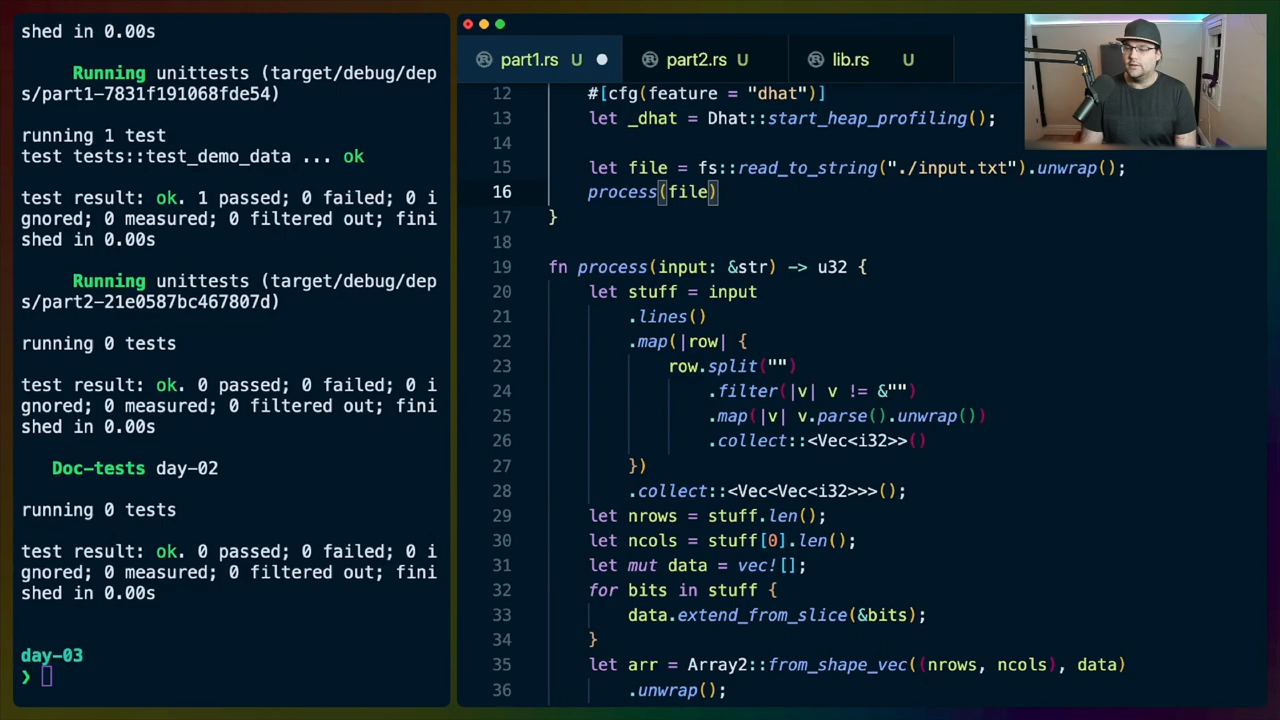 shed in 0.00s
Running unittests (target/debug/dep
s/part1-7831f191068fde54)
running 1 test
test tests::test_demo_data ... ok
test result: ok. 1 passed; 0 failed; 0 i
gnored; 0 measured; 0 filtered out; fini
shed in 0.00s
Running unittests (target/debug/dep
s/part2-21e0587bc467807d)
running 0 tests
test result: ok. 0 passed; 0 failed; 0 i
gnored; 0 measured; 0 filtered out; fini
shed in 0.00s
Doc-tests day-02
running 0 tests
test result: ok. 0 passed; 0 failed; 0 i
gnored; 0 measured; 0 filtered out; fini
shed in 0.00s
day-03
❯
part1.rs U ● part2.rs U lib.rs U
12 #[cfg(feature = "dhat")]
13 let _dhat = Dhat::start_heap_profiling();
14
15 let file = fs::read_to_string("./input.txt").unwrap();
16 process(file)
17 }
18
19 fn process(input: &str) -> u32 {
20 let stuff = input
21 .lines()
22 .map(|row| {
23 row.split("")
24 .filter(|v| v != &"")
25 .map(|v| v.parse().unwrap())
26 .collect::<Vec<i32>>()
27 })
28 .collect::<Vec<Vec<i32>>>();
29 let nrows = stuff.len();
30 let ncols = stuff[0].len();
31 let mut data = vec![];
32 for bits in stuff {
33 data.extend_from_slice(&bits);
34 }
35 let arr = Array2::from_shape_vec((nrows, ncols), data)
36 .unwrap();